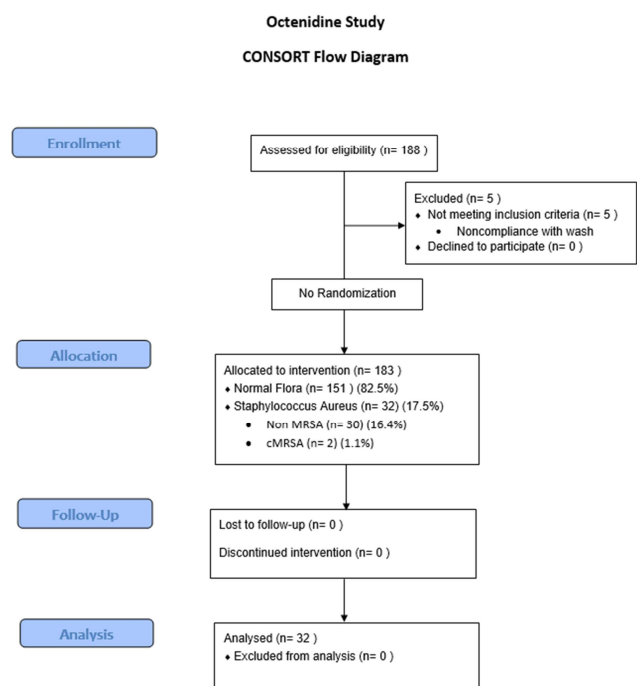 Octenidine Study
CONSORT Flow Diagram
Enrollment
Assessed for eligibility (n= 188 )
Excluded (n= 5 )
⬥ Not meeting inclusion criteria (n= 5 )
• Noncompliance with wash
⬥ Declined to participate (n= 0 )
No Randomization
Allocation
Allocated to intervention (n= 183 )
⬥ Normal Flora (n= 151 ) (82.5%)
⬥ Staphylococcus Aureus (n= 32) (17.5%)
• Non MRSA (n= 30) (16.4%)
• cMRSA (n= 2) (1.1%)
Follow-Up
Lost to follow-up (n= 0 )
Discontinued intervention (n= 0 )
Analysis
Analysed (n= 32 )
⬥ Excluded from analysis (n= 0 )